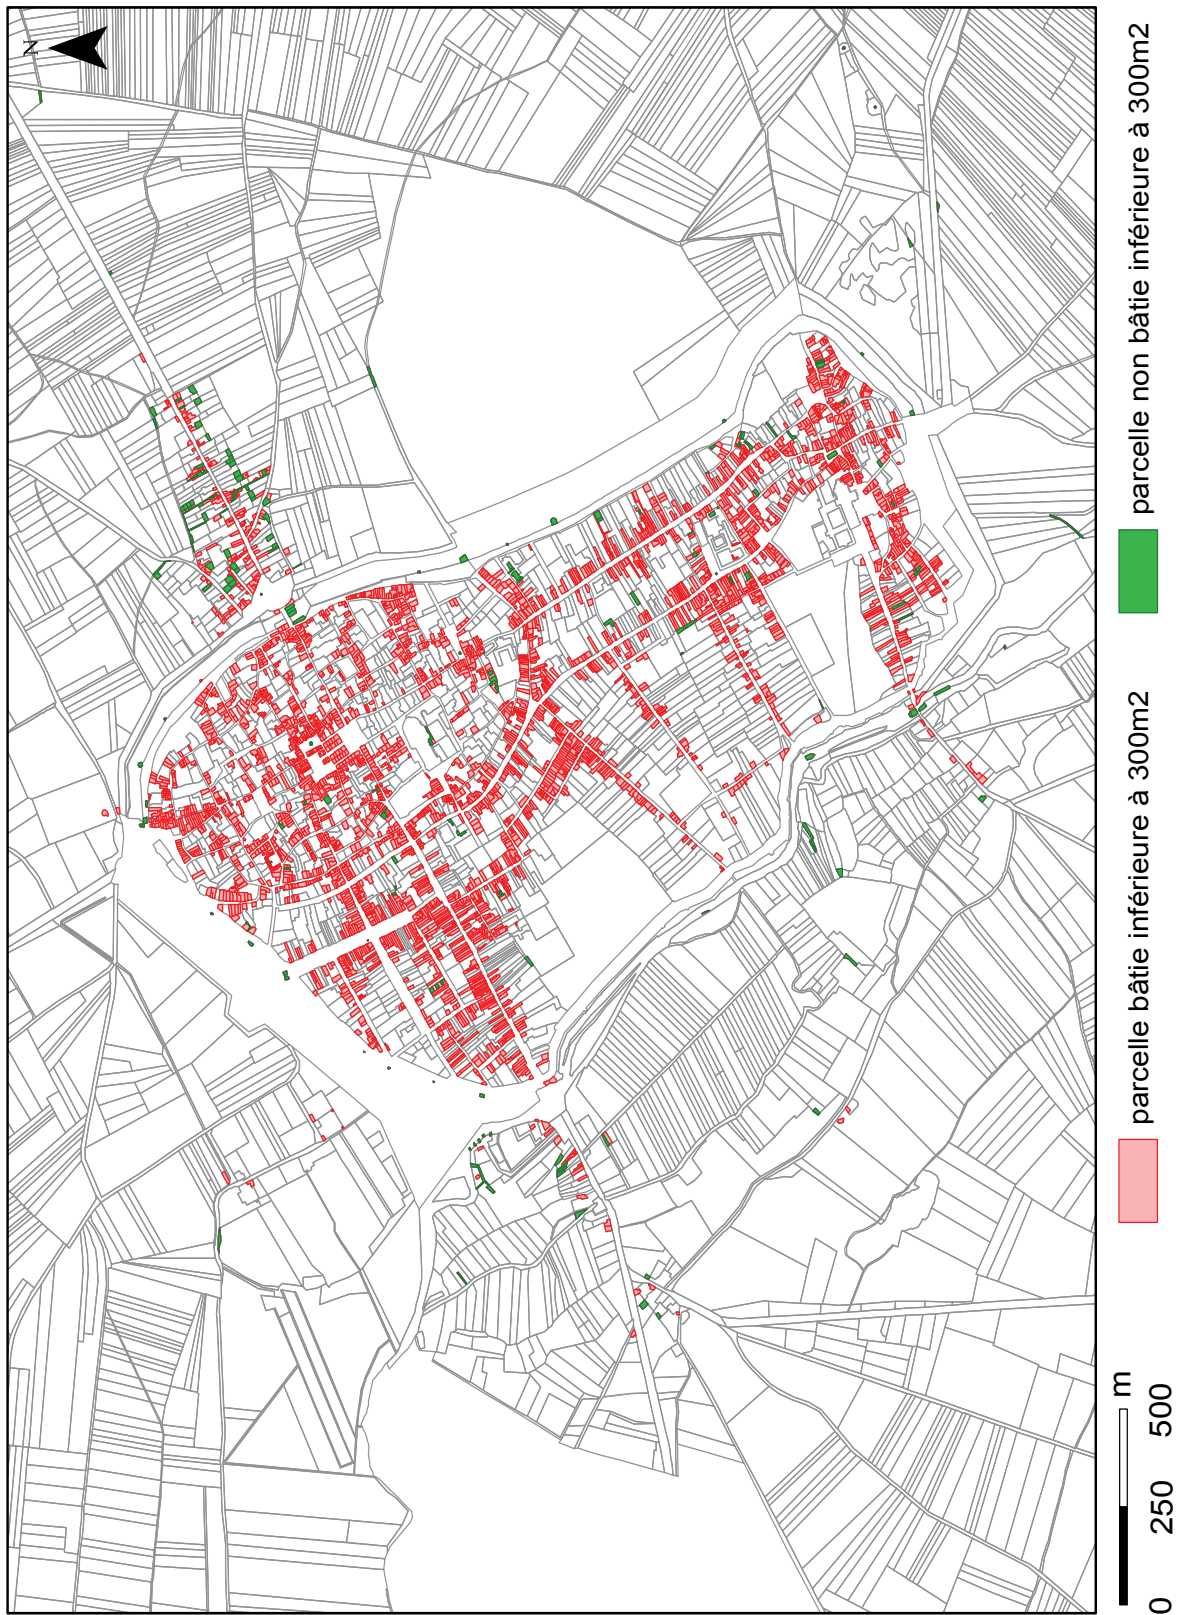 N
0 250 500 m
parcelle bâtie inférieure à 300m2
parcelle non bâtie inférieure à 300m2